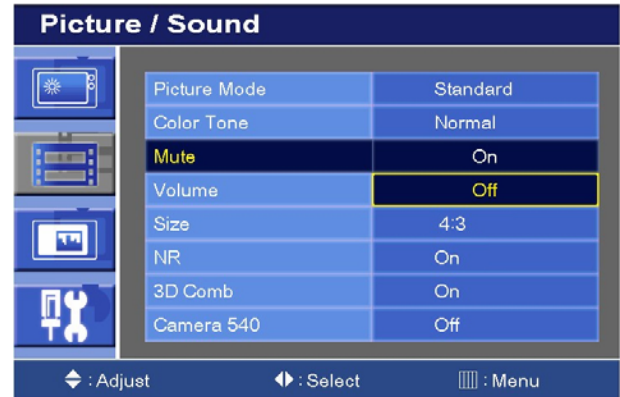 Picture / Sound
Picture Mode Standard
Color Tone Normal
Mute On
Volume Off
Size 4:3
NR On
3D Comb On
Camera 540 Off
: Adjust : Select : Menu